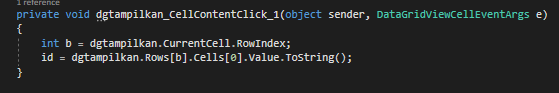 1 reference
private void dgtampilkan_CellContentClick_1(object sender, DataGridViewCellEventArgs e)
{
int b = dgtampilkan.CurrentCell.RowIndex;
id = dgtampilkan.Rows[b].Cells[0].Value.ToString();
}